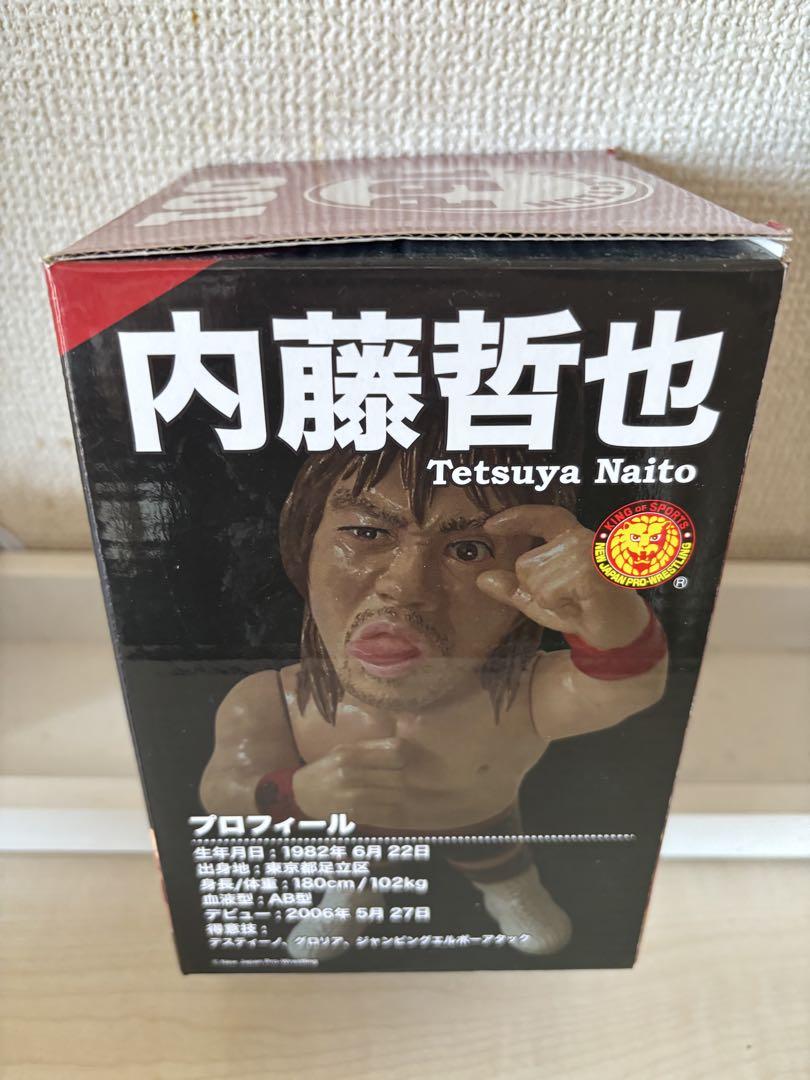 内藤哲也
Tetsuya Naito
KING OF SPORTS
NEW JAPAN PRO-WRESTLING
®
プロフィール
生年月日：1982年 6月 22日
出身地：東京都足立区
身長/体重：180cm/102kg
血液型：AB型
デビュー：2006年 5月 27日
得意技：
デスティーノ、グロリア、ジャンピングエルボーアタック
© New Japan Pro-Wrestling